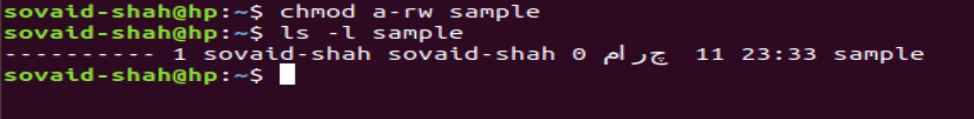 sovaid-shah@hp:~$ chmod a-rw sample
sovaid-shah@hp:~$ ls -l sample
---------- 1 sovaid-shah sovaid-shah 0 مارچ  11 23:33 sample
sovaid-shah@hp:~$